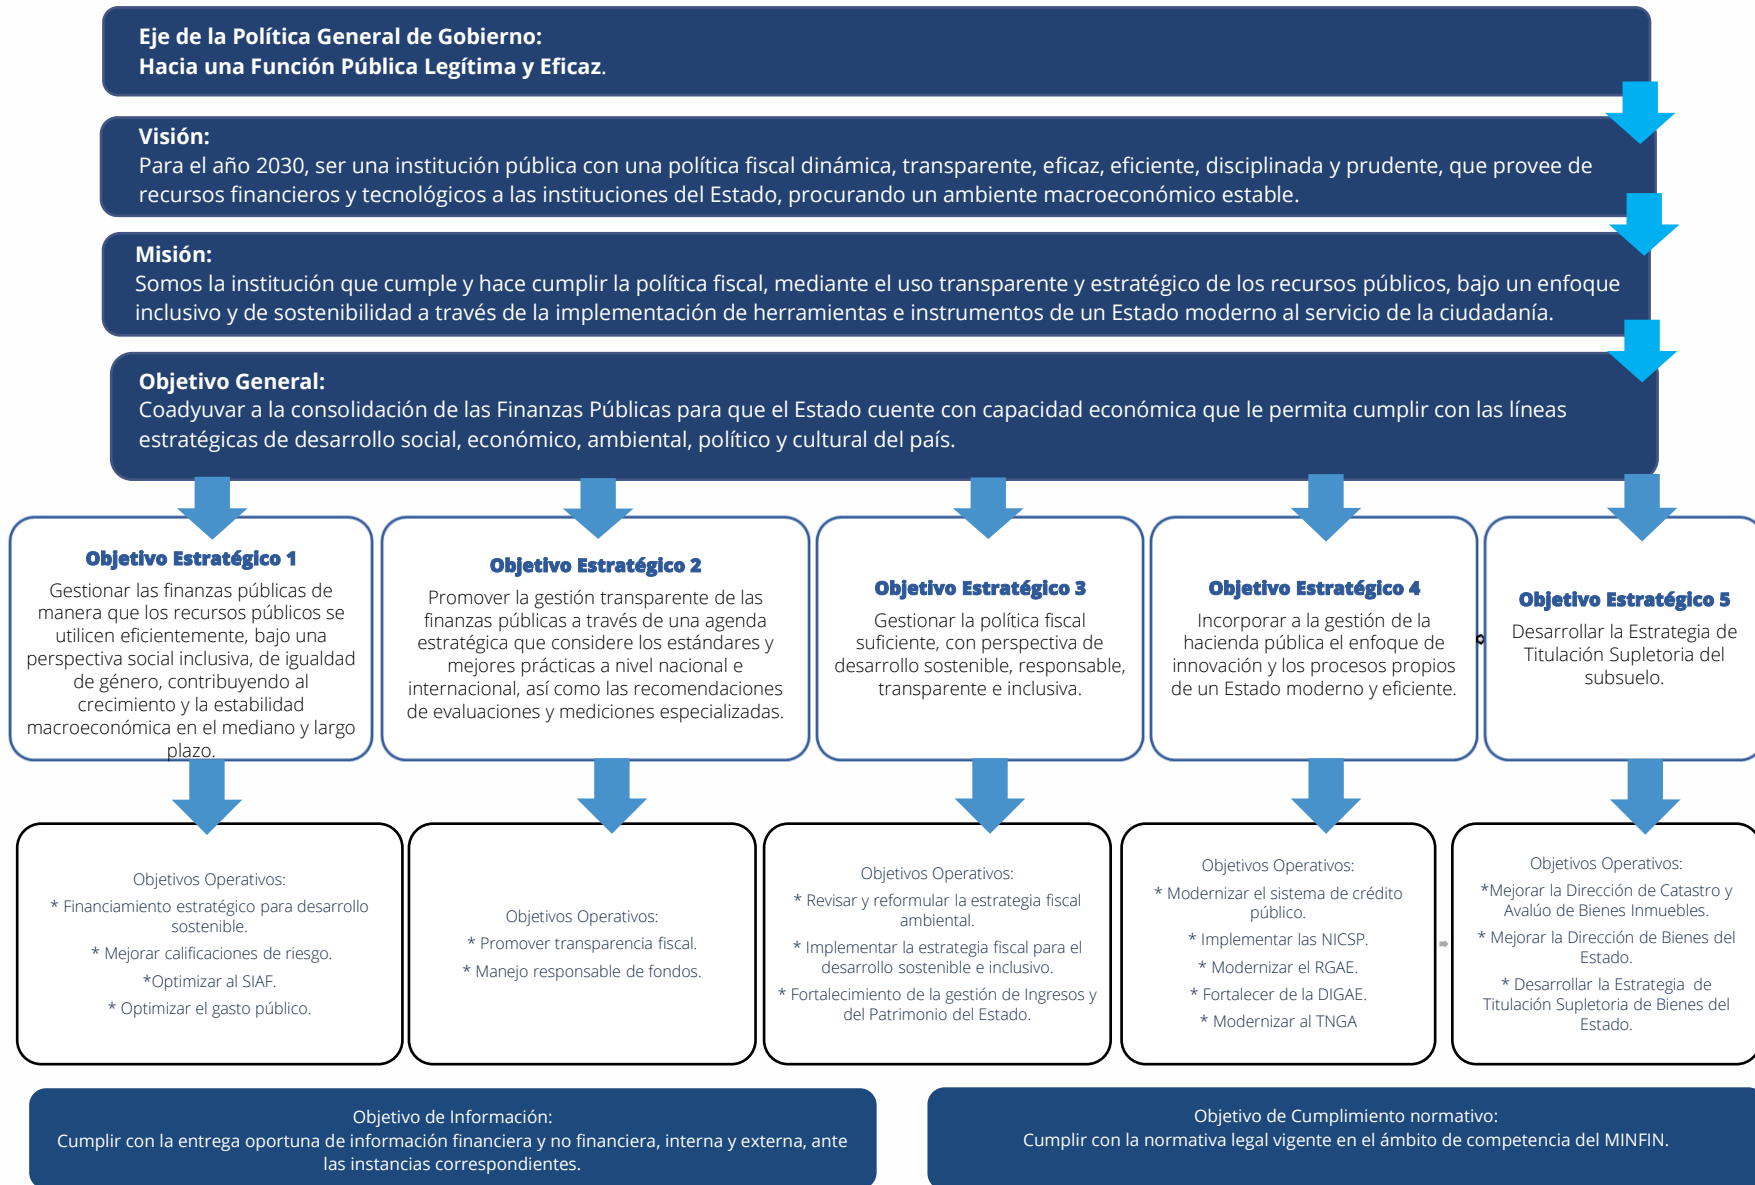 Eje de la Política General de Gobierno:
Hacia una Función Pública Legítima y Eficaz.
Visión:
Para el año 2030, ser una institución pública con una política fiscal dinámica, transparente, eficaz, eficiente, disciplinada y prudente, que provee de
recursos financieros y tecnológicos a las instituciones del Estado, procurando un ambiente macroeconómico estable.
Misión:
Somos la institución que cumple y hace cumplir la política fiscal, mediante el uso transparente y estratégico de los recursos públicos, bajo un enfoque
inclusivo y de sostenibilidad a través de la implementación de herramientas e instrumentos de un Estado moderno al servicio de la ciudadanía.
Objetivo General:
Coadyuvar a la consolidación de las Finanzas Públicas para que el Estado cuente con capacidad económica que le permita cumplir con las líneas
estratégicas de desarrollo social, económico, ambiental, político y cultural del país.
Objetivo Estratégico 1
Gestionar las finanzas públicas de
manera que los recursos públicos se
utilicen eficientemente, bajo una
perspectiva social inclusiva, de igualdad
de género, contribuyendo al
crecimiento y la estabilidad
macroeconómica en el mediano y largo
plazo.
Objetivo Estratégico 2
Promover la gestión transparente de las
finanzas públicas a través de una agenda
estratégica que considere los estándares y
mejores prácticas a nivel nacional e
internacional, así como las recomendaciones
de evaluaciones y mediciones especializadas.
Objetivo Estratégico 3
Gestionar la política fiscal
suficiente, con perspectiva de
desarrollo sostenible, responsable,
transparente e inclusiva.
Objetivo Estratégico 4
Incorporar a la gestión de la
hacienda pública el enfoque de
innovación y los procesos propios
de un Estado moderno y eficiente.
Objetivo Estratégico 5
Desarrollar la Estrategia de
Titulación Supletoria del
subsuelo.
Objetivos Operativos:
* Financiamiento estratégico para desarrollo
sostenible.
* Mejorar calificaciones de riesgo.
*Optimizar al SIAF.
* Optimizar el gasto público.
Objetivos Operativos:
* Promover transparencia fiscal.
* Manejo responsable de fondos.
Objetivos Operativos:
* Revisar y reformular la estrategia fiscal
ambiental.
* Implementar la estrategia fiscal para el
desarrollo sostenible e inclusivo.
* Fortalecimiento de la gestión de Ingresos y
del Patrimonio del Estado.
Objetivos Operativos:
* Modernizar el sistema de crédito
público.
* Implementar las NICSP.
* Modernizar el RGAE.
* Fortalecer de la DIGAE.
* Modernizar al TNGA
Objetivos Operativos:
*Mejorar la Dirección de Catastro y
Avalúo de Bienes Inmuebles.
* Mejorar la Dirección de Bienes del
Estado.
* Desarrollar la Estrategia de
Titulación Supletoria de Bienes del
Estado.
Objetivo de Información:
Cumplir con la entrega oportuna de información financiera y no financiera, interna y externa, ante
las instancias correspondientes.
Objetivo de Cumplimiento normativo:
Cumplir con la normativa legal vigente en el ámbito de competencia del MINFIN.